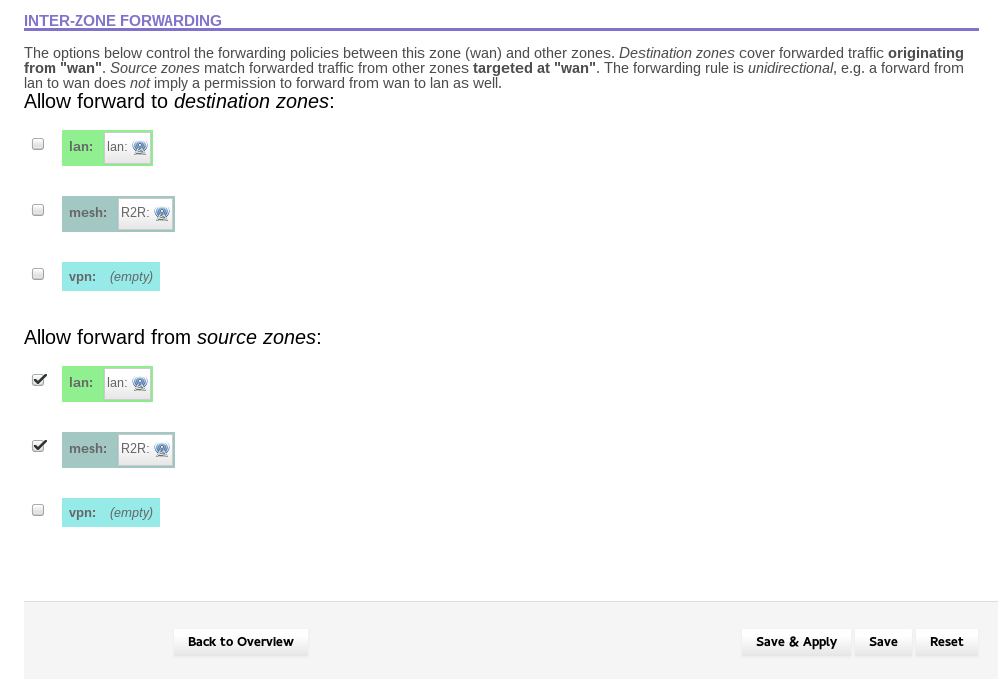 INTER-ZONE FORWARDING
The options below control the forwarding policies between this zone (wan) and other zones. Destination zones cover forwarded traffic originating
from "wan". Source zones match forwarded traffic from other zones targeted at "wan". The forwarding rule is unidirectional, e.g. a forward from
lan to wan does not imply a permission to forward from wan to lan as well.
Allow forward to destination zones:
lan: lan:
mesh: R2R:
vpn: (empty)
Allow forward from source zones:
lan: lan:
mesh: R2R:
vpn: (empty)
Back to Overview Save & Apply Save Reset